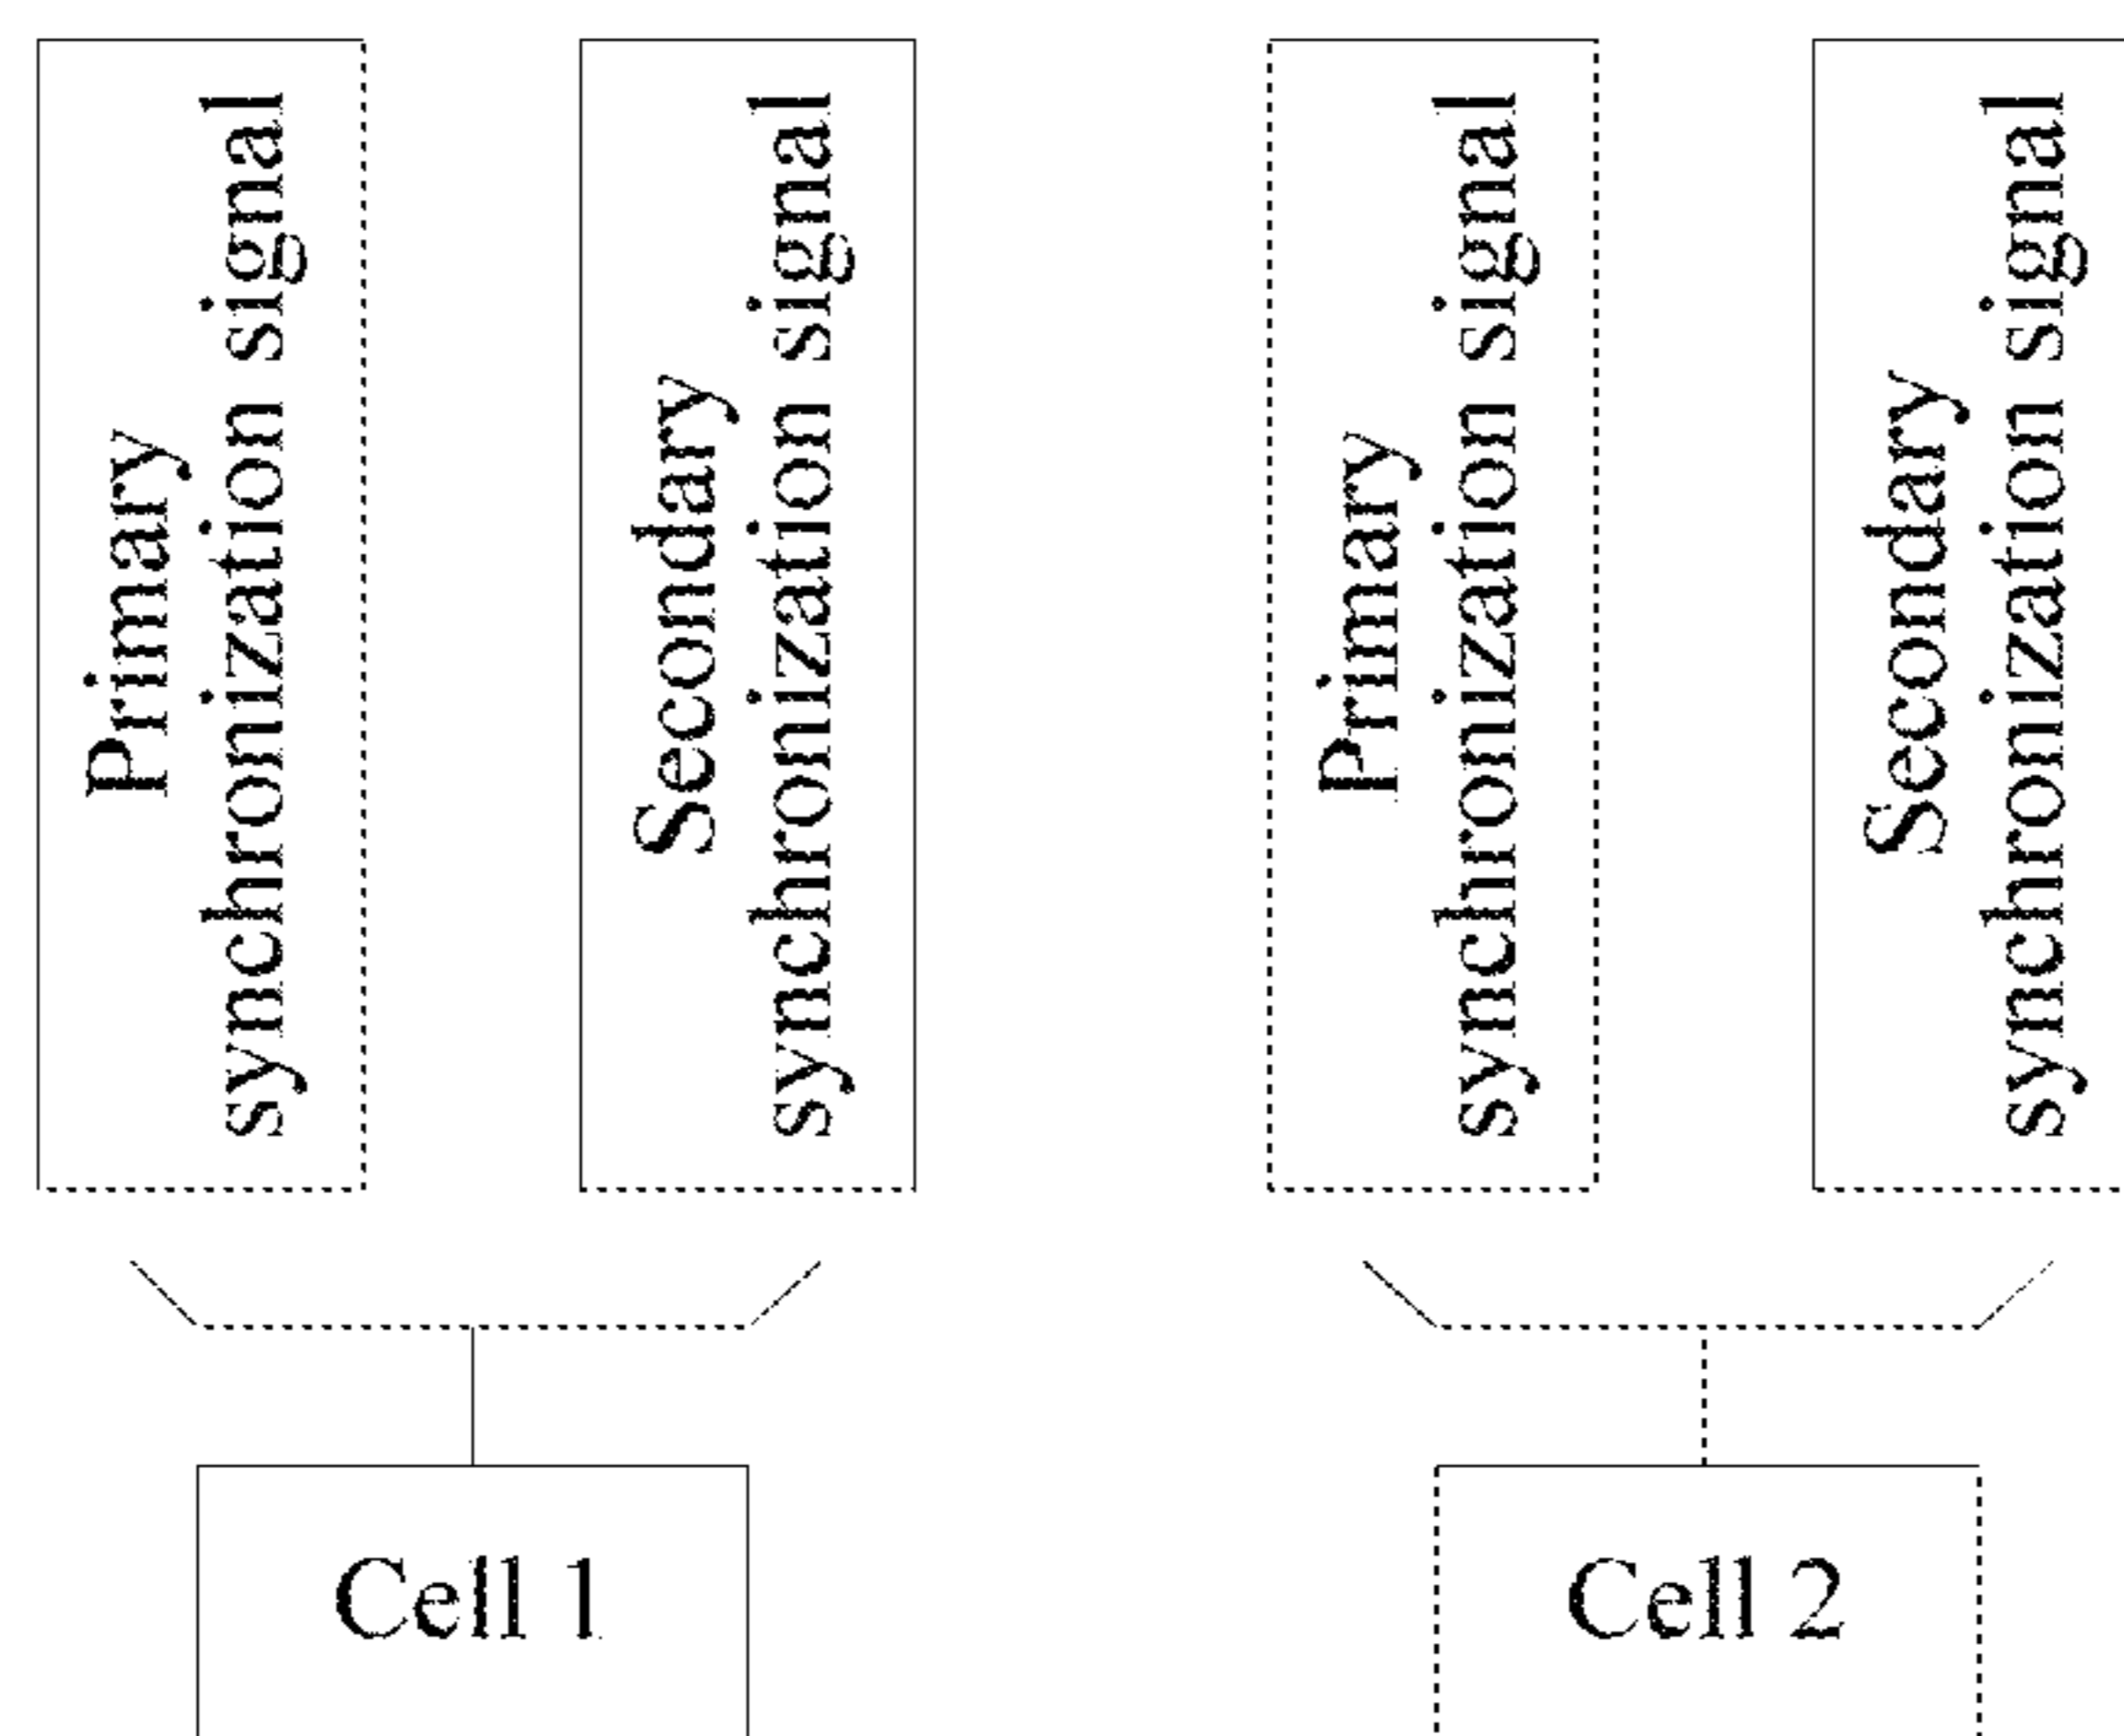 Primary
synchronization signal
Secondary
synchronization signal
Primary
synchronization signal
Secondary
synchronization signal
Cell 1
Cell 2